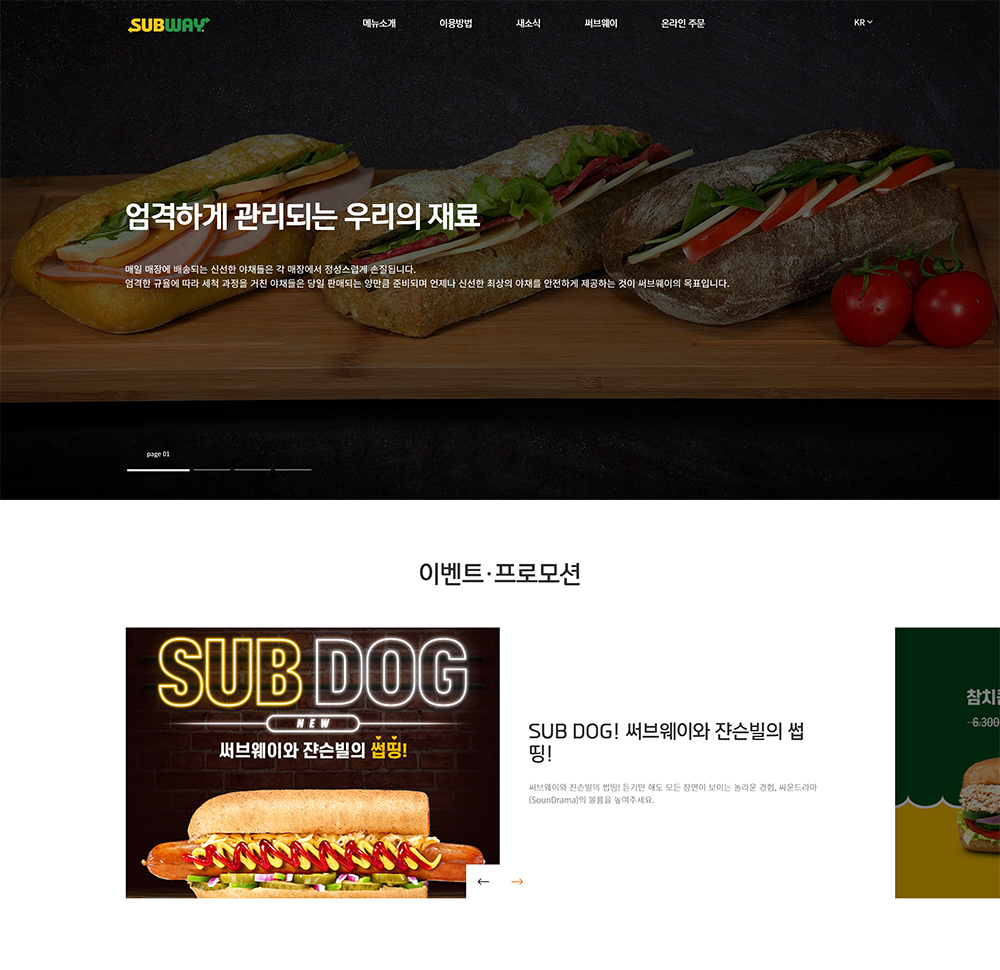 SUBWAY
메뉴소개 이용방법 새소식 써브웨이 온라인 주문 KR
엄격하게 관리되는 우리의 재료
매일 매장에 배송되는 신선한 야채들은 각 매장에서 정성스럽게 손질됩니다.
엄격한 규율에 따라 세척 과정을 거친 야채들은 당일 판매되는 양만큼 준비되며 언제나 신선한 최상의 야채를 안전하게 제공하는 것이 써브웨이의 목표입니다.
page 01
이벤트·프로모션
SUB DOG
NEW
써브웨이와 쟌슨빌의 썹띵!
SUB DOG! 써브웨이와 쟌슨빌의 썹
띵!
써브웨이와 쟌슨빌의 썹띵! 듣기만 해도 모든 장면이 보이는 놀라운 경험, 싸운드라마
(SounDrama)의 볼륨을 높여주세요.
참치
6,300